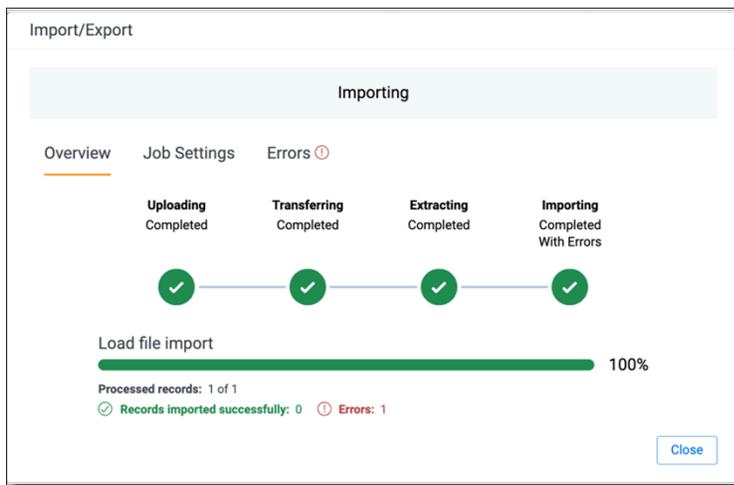 Import/Export
Importing
Overview Job Settings Errors
Uploading Transferring Extracting Importing
Completed Completed Completed Completed
With Errors
Load file import
100%
Processed records: 1 of 1
Records imported successfully: 0 Errors: 1
Close